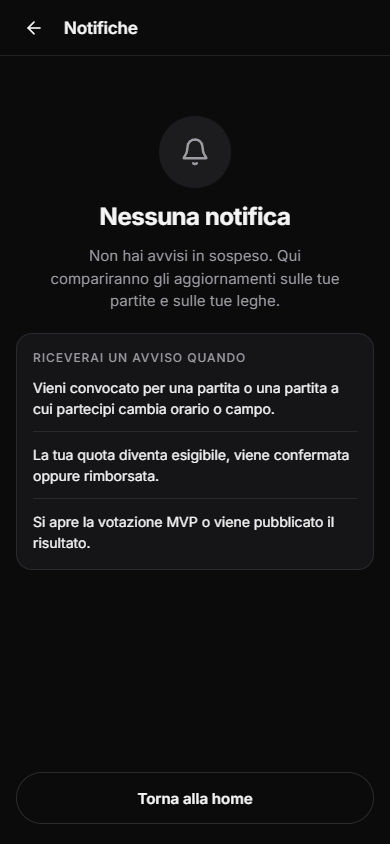 Notifiche
Nessuna notifica
Non hai avvisi in sospeso. Qui
compariranno gli aggiornamenti sulle tue
partite e sulle tue leghe.
RICEVERAI UN AVVISO QUANDO
Vieni convocato per una partita o una partita a
cui partecipi cambia orario o campo.
La tua quota diventa esigibile, viene confermata
oppure rimborsata.
Si apre la votazione MVP o viene pubblicato il
risultato.
Torna alla home